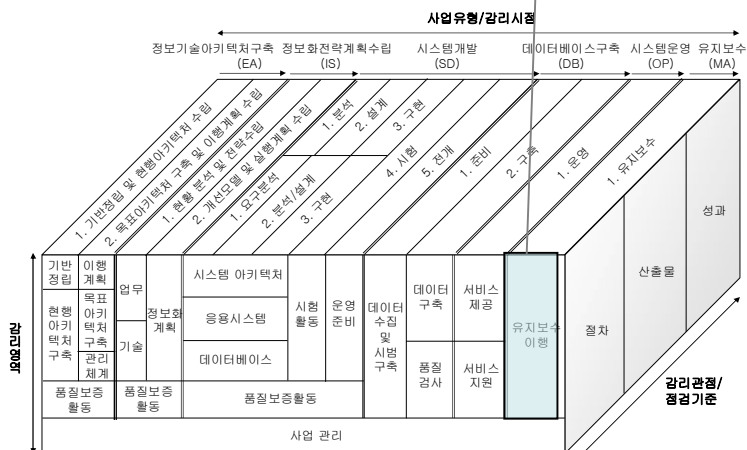 사업유형/감리시점
정보기술아키텍처구축
(EA)
정보화전략계획수립
(IS)
시스템개발
(SD)
데이터베이스구축
(DB)
시스템운영
(OP)
유지보수
(MA)
1. 기반정립 및 현행아키텍처 수립
2. 목표아키텍처 구축 및 이행계획 수립
1. 현황 분석 및 전략수립
2. 개선모델 및 실행계획 수립
1. 분석
2. 설계
3. 구현
1. 요구분석
2. 분석/설계
3. 구현
4. 시험
5. 전개
1. 준비
2. 구축
1. 운영
1. 유지보수
감리영역
기반
정립
이행
계획
현행
아키
텍처
구축
목표
아키
텍처
구축
관리
체계
품질보증
활동
업무
기술
정보화
계획
품질보증
활동
시스템 아키텍처
응용시스템
데이터베이스
시험
활동
운영
준비
품질보증활동
데이터
수집
및
시범
구축
데이터
구축
품질
검사
서비스
제공
서비스
지원
유지보수
이행
사업 관리
절차
산출물
성과
감리관점/
점검기준